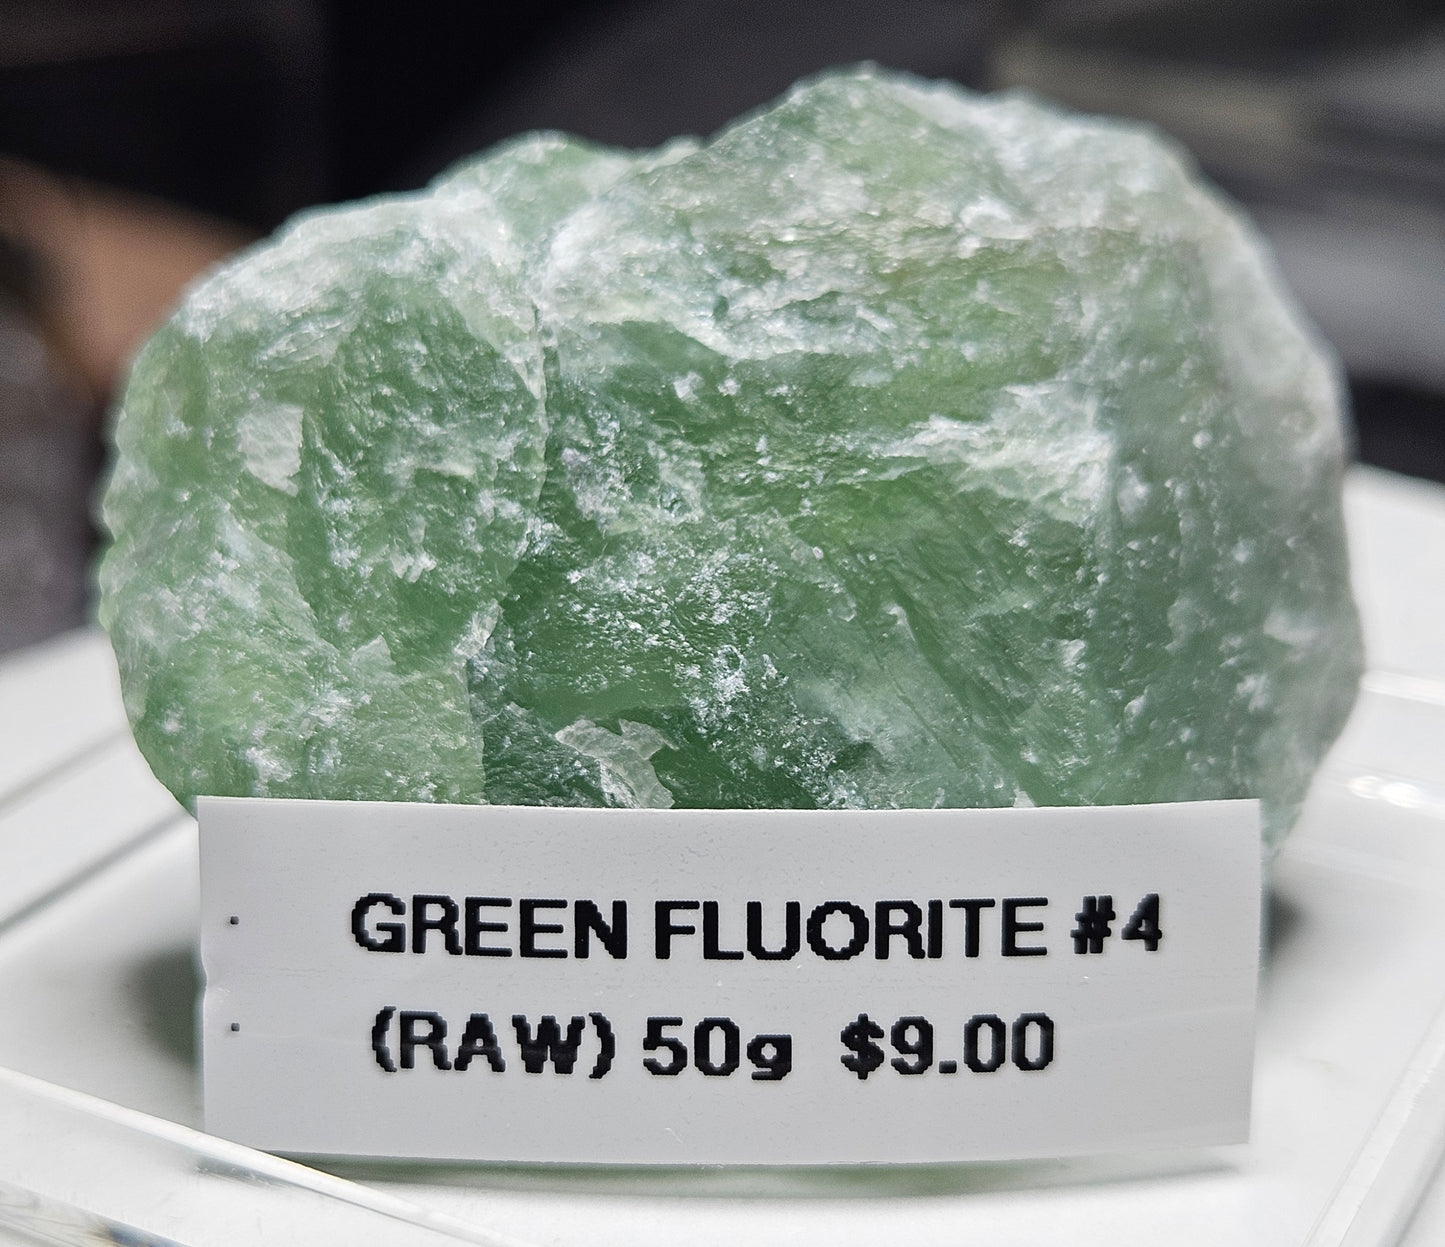 GREEN FLUORITE #4
(RAW) 50g $9.00